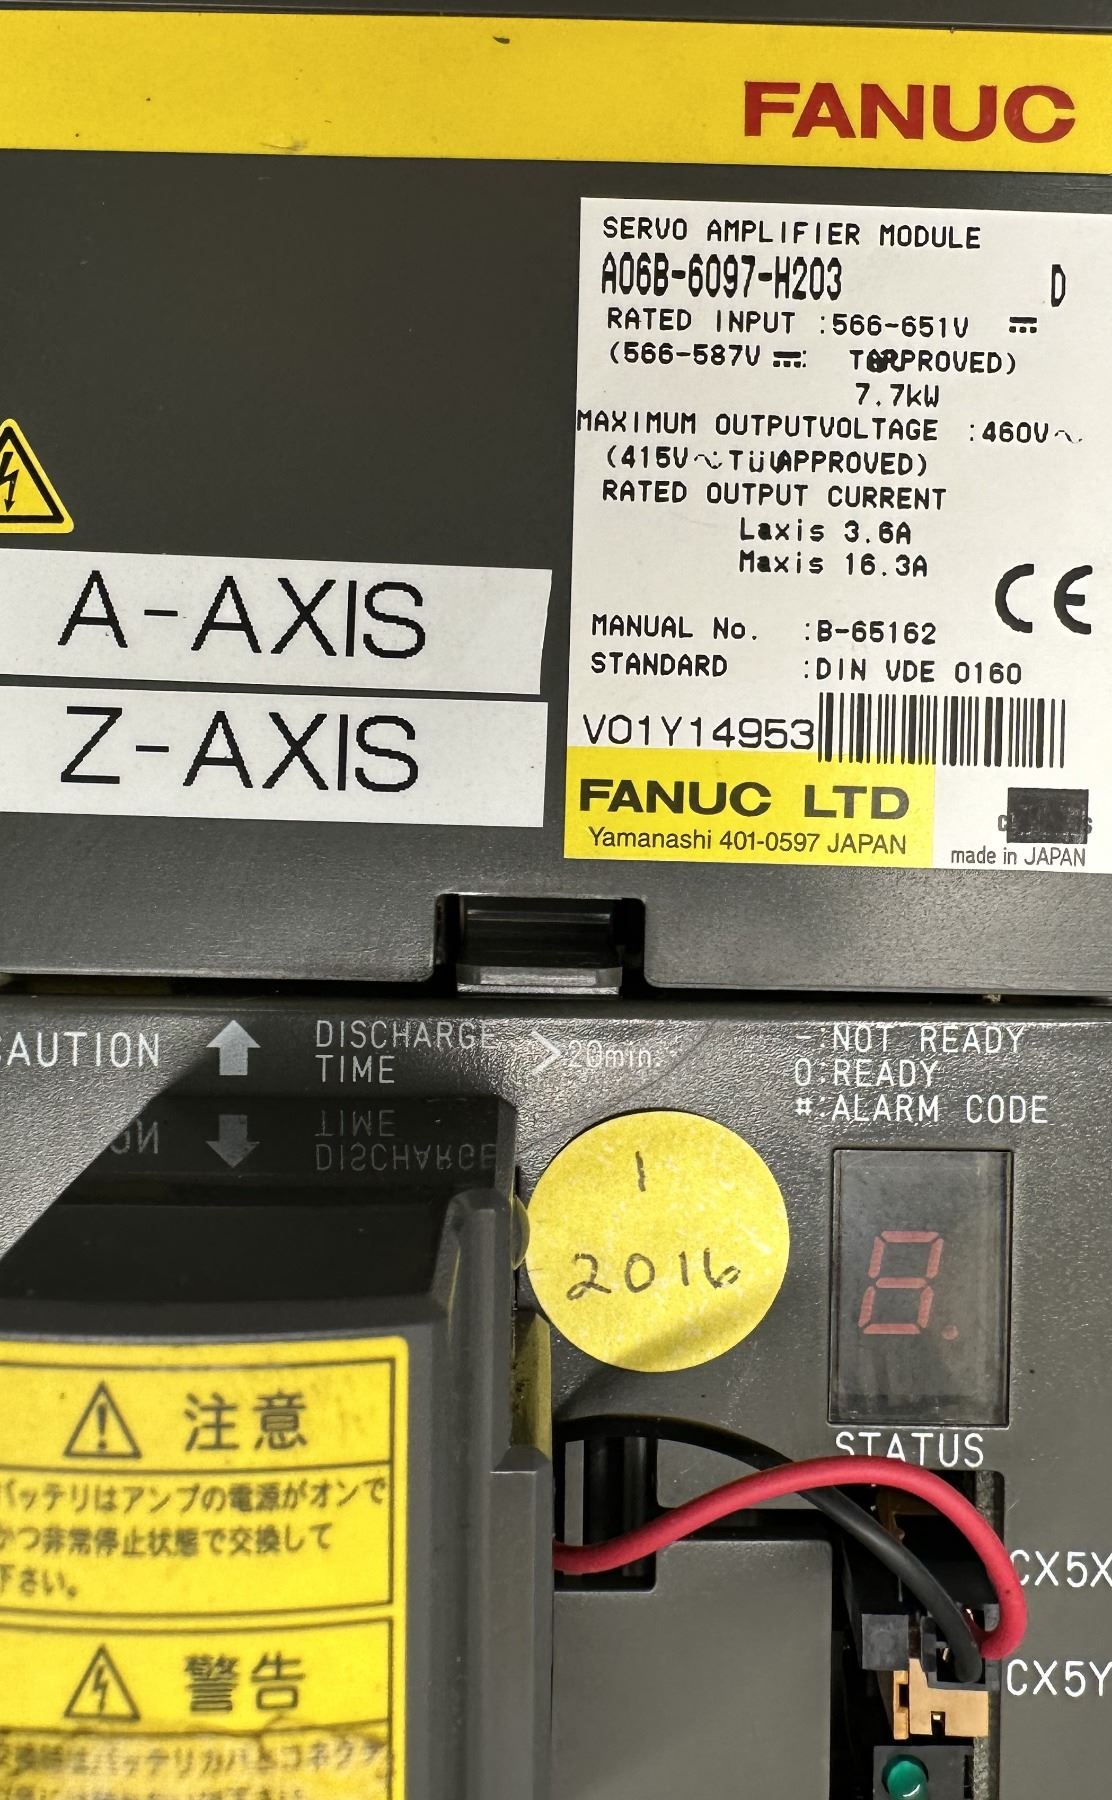 FANUC
SERVO AMPLIFIER MODULE
A06B-6097-H203 D
RATED INPUT :566-651V ⎓
(566-587V ⎓: APPROVED)
7.7kW
MAXIMUM OUTPUTVOLTAGE :460V~
(415V~: TÜV APPROVED)
RATED OUTPUT CURRENT
Laxis 3.6A
Maxis 16.3A
CE
MANUAL No. :B-65162
STANDARD :DIN VDE 0160
V01Y14953
FANUC LTD
Yamanashi 401-0597 JAPAN
made in JAPAN
A-AXIS
Z-AXIS
CAUTION
DISCHARGE
TIME
>20min.
-:NOT READY
0:READY
#:ALARM CODE
1
2016
8.
STATUS
注意
バッテリはアンプの電源がオンで
かつ非常停止状態で交換して
下さい。
警告
CX5X
CX5Y